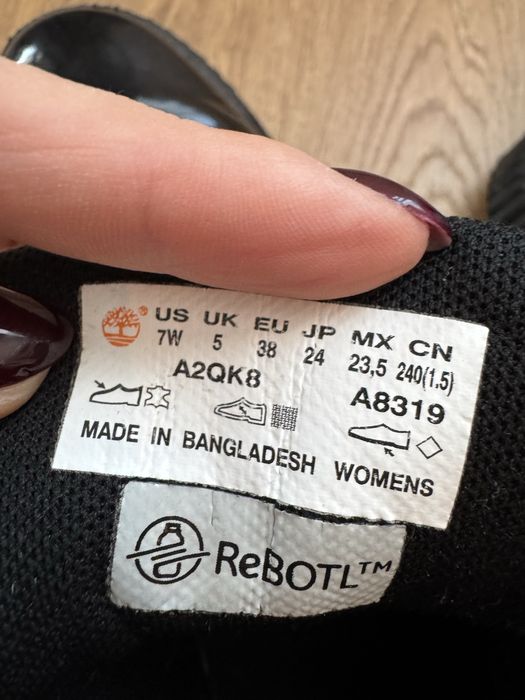 US UK EU JP MX CN
7W 5 38 24 23,5 240(1.5)
A2QK8 A8319
MADE IN BANGLADESH WOMENS
ReBOTL™